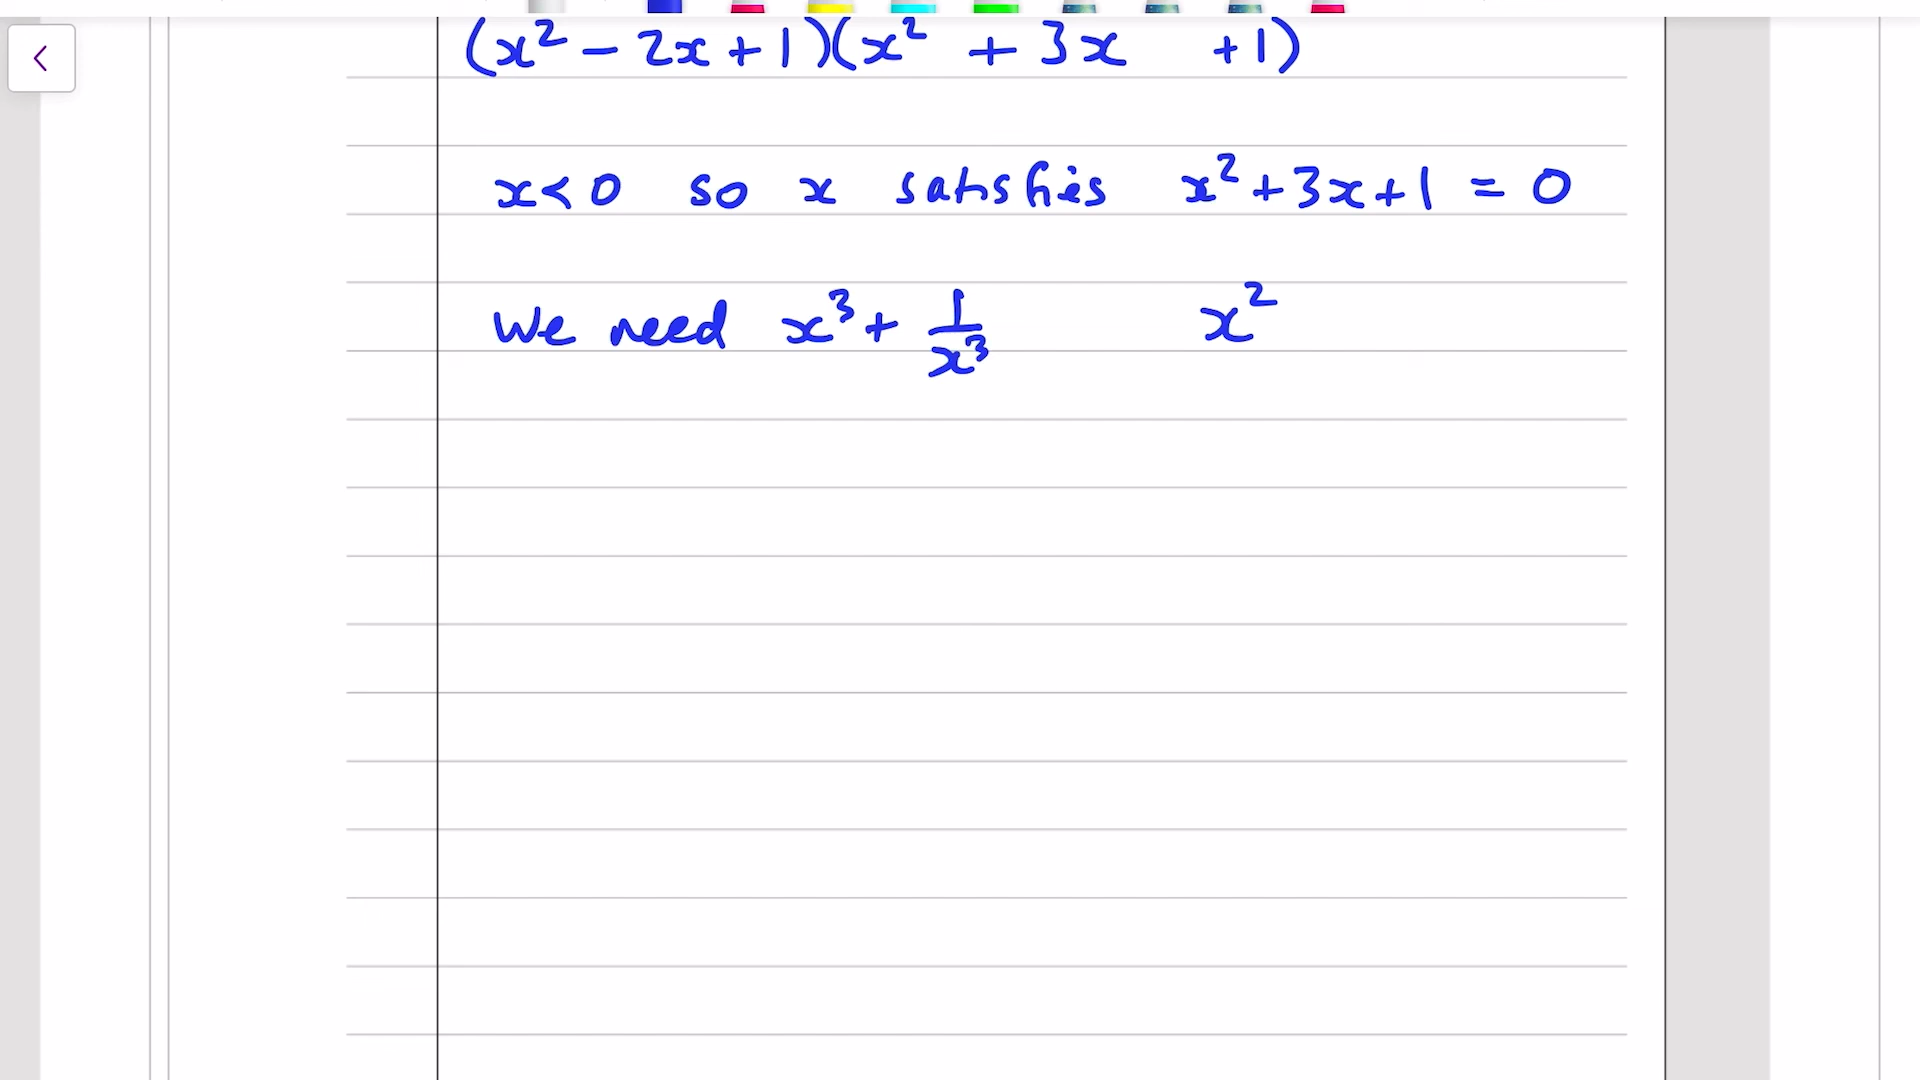 (x² - 2x + 1)(x² + 3x + 1)
x < 0 so x satisfies x² + 3x + 1 = 0
We need x³ + 1/x³ x²